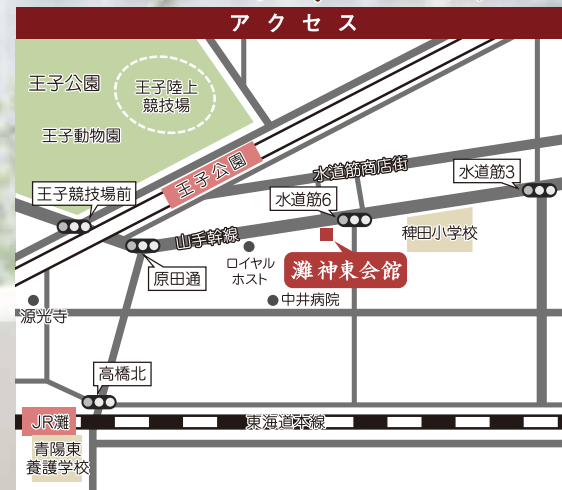 アクセス
王子公園
王子陸上
競技場
王子動物園
王子公園
水道筋商店街
水道筋3
王子競技場前
水道筋6
山手幹線
稗田小学校
原田通
ロイヤル
ホスト
灘神東会館
中井病院
源光寺
高橋北
JR灘
東海道本線
青陽東
養護学校